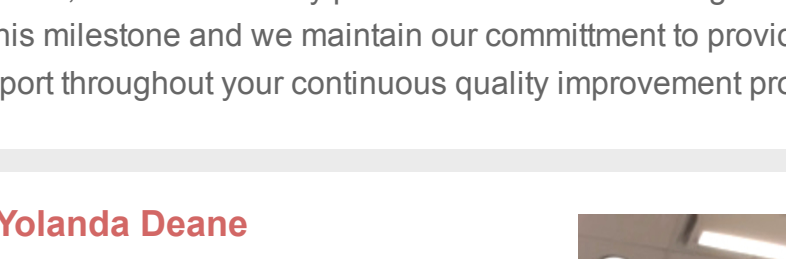 his milestone and we maintain our committment to provid
port throughout your continuous quality improvement pro
Yolanda Deane